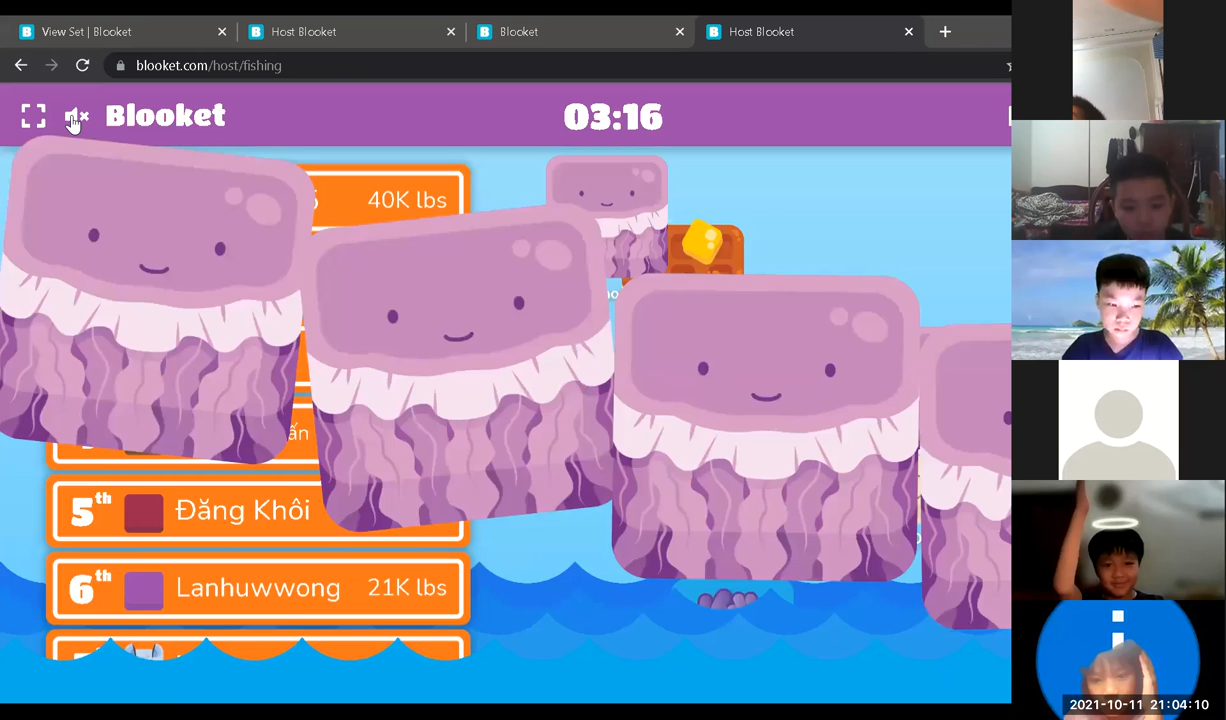 View Set | Blooket
Host Blooket
Blooket
Host Blooket
blooket.com/host/fishing
Blooket
03:16
40K lbs
5th Đăng Khôi
6th Lanhuwwong 21K lbs
2021-10-11 21:04:10